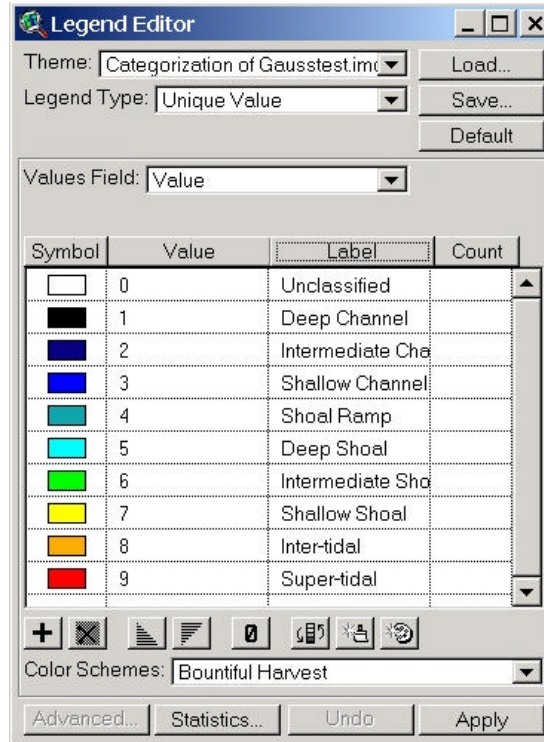 Legend Editor
Theme: Categorization of Gausstest.im
Load...
Legend Type: Unique Value
Save...
Default
Values Field: Value
Symbol Value Label Count
0 Unclassified
1 Deep Channel
2 Intermediate Cha
3 Shallow Channel
4 Shoal Ramp
5 Deep Shoal
6 Intermediate Sho
7 Shallow Shoal
8 Inter-tidal
9 Super-tidal
Color Schemes: Bountiful Harvest
Advanced... Statistics... Undo Apply